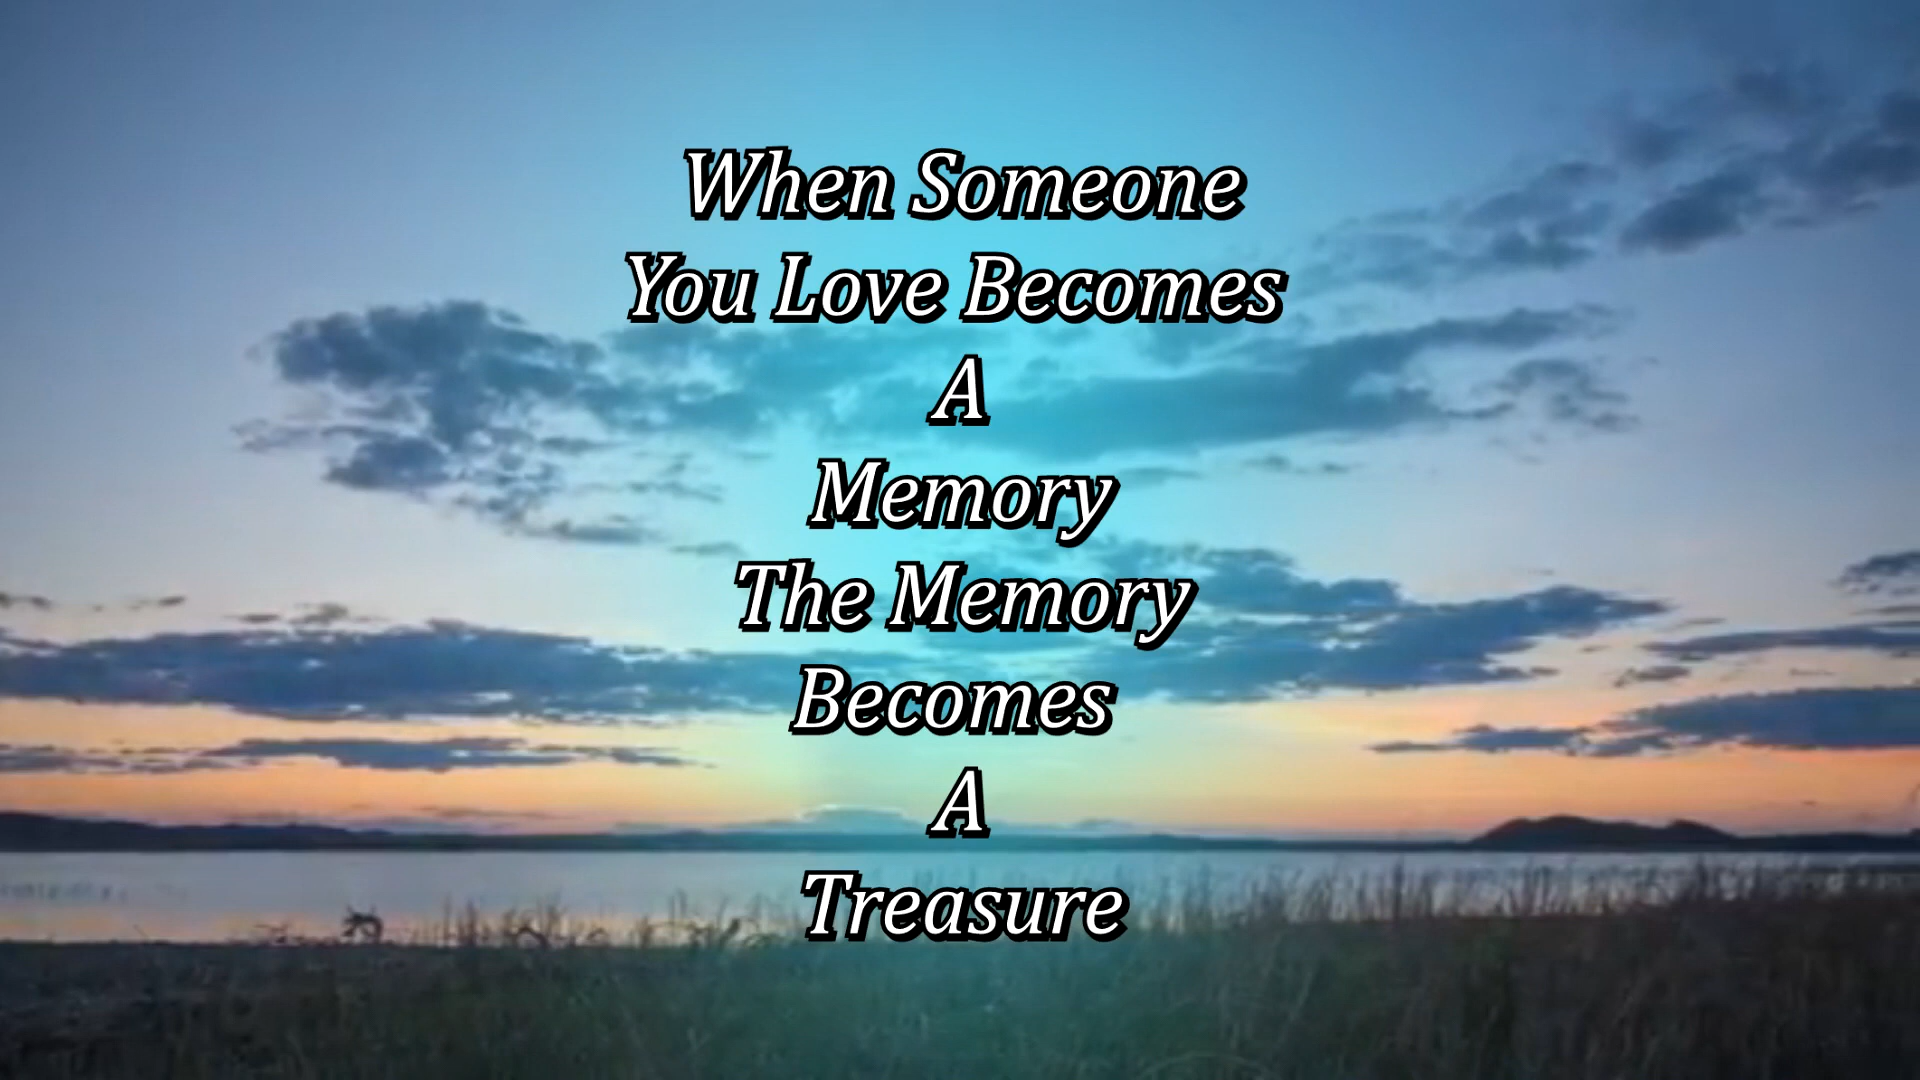 When Someone
You Love Becomes
A
Memory
The Memory
Becomes
A
Treasure